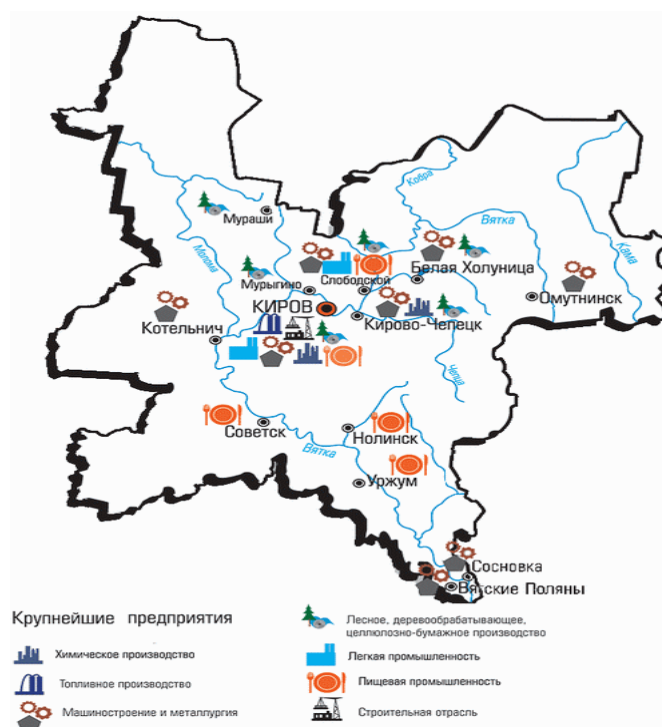 Кобра
Вятка
Кама
Мураши
Молома
Белая Холуница
Мурыгино
Слободской
Омутнинск
КИРОВ
Кирово-Чепецк
Котельнич
Чепца
Советск
Нолинск
Вятка
Уржум
Сосновка
Вятские Поляны
Крупнейшие предприятия
Химическое производство
Топливное производство
Машиностроение и металлургия
Лесное, деревообрабатывающее,
целлюлозно-бумажное производство
Легкая промышленность
Пищевая промышленность
Строительная отрасль